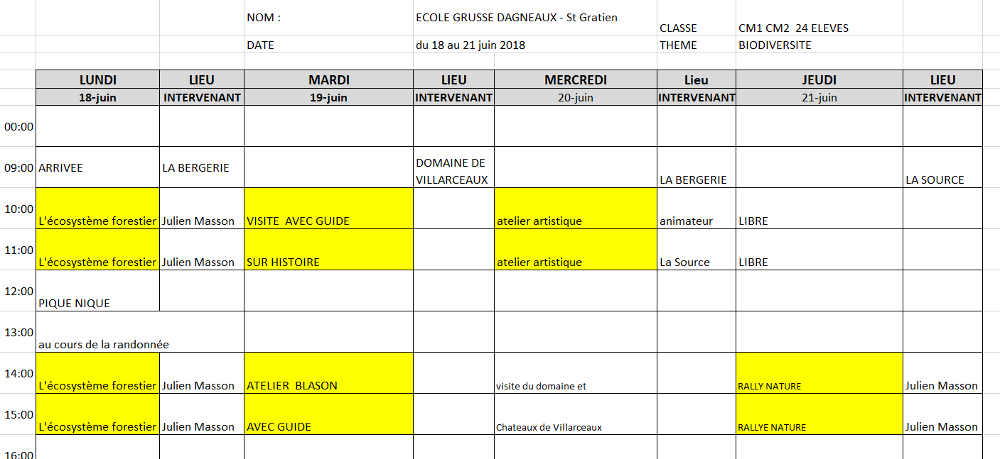 NOM : ECOLE GRUSSE DAGNEAUX - St Gratien
CLASSE CM1 CM2  24 ELEVES
DATE du 18 au 21 juin 2018 THEME BIODIVERSITE
LUNDI LIEU MARDI LIEU MERCREDI Lieu JEUDI LIEU
18-juin INTERVENANT 19-juin INTERVENANT 20-juin INTERVENANT 21-juin INTERVENANT
00:00
09:00 ARRIVEE LA BERGERIE DOMAINE DE
VILLARCEAUX LA BERGERIE LA SOURCE
10:00 L'écosystème forestier Julien Masson VISITE  AVEC GUIDE atelier artistique animateur LIBRE
11:00 L'écosystème forestier Julien Masson SUR HISTOIRE atelier artistique La Source LIBRE
12:00 PIQUE NIQUE
13:00 au cours de la randonnée
14:00 L'écosystème forestier Julien Masson ATELIER  BLASON visite du domaine et RALLY NATURE Julien Masson
15:00 L'écosystème forestier Julien Masson AVEC GUIDE Chateaux de Villarceaux RALLYE NATURE Julien Masson
16:00